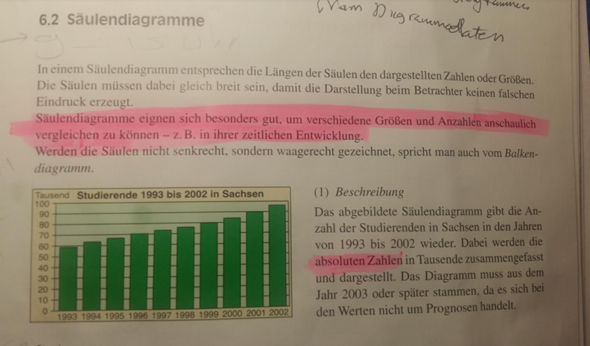 Diagrammdaten
6.2 Säulendiagramme
In einem Säulendiagramm entsprechen die Längen der Säulen den dargestellten Zahlen oder Größen.
Die Säulen müssen dabei gleich breit sein, damit die Darstellung beim Betrachter keinen falschen
Eindruck erzeugt.
Säulendiagramme eignen sich besonders gut, um verschiedene Größen und Anzahlen anschaulich
vergleichen zu können – z. B. in ihrer zeitlichen Entwicklung.
Werden die Säulen nicht senkrecht, sondern waagerecht gezeichnet, spricht man auch vom Balken-
diagramm.
Tausend Studierende 1993 bis 2002 in Sachsen
100
90
80
70
60
50
40
30
20
10
0
1993 1994 1995 1996 1997 1998 1999 2000 2001 2002
(1) Beschreibung
Das abgebildete Säulendiagramm gibt die An-
zahl der Studierenden in Sachsen in den Jahren
von 1993 bis 2002 wieder. Dabei werden die
absoluten Zahlen in Tausende zusammengefasst
und dargestellt. Das Diagramm muss aus dem
Jahr 2003 oder später stammen, da es sich bei
den Werten nicht um Prognosen handelt.